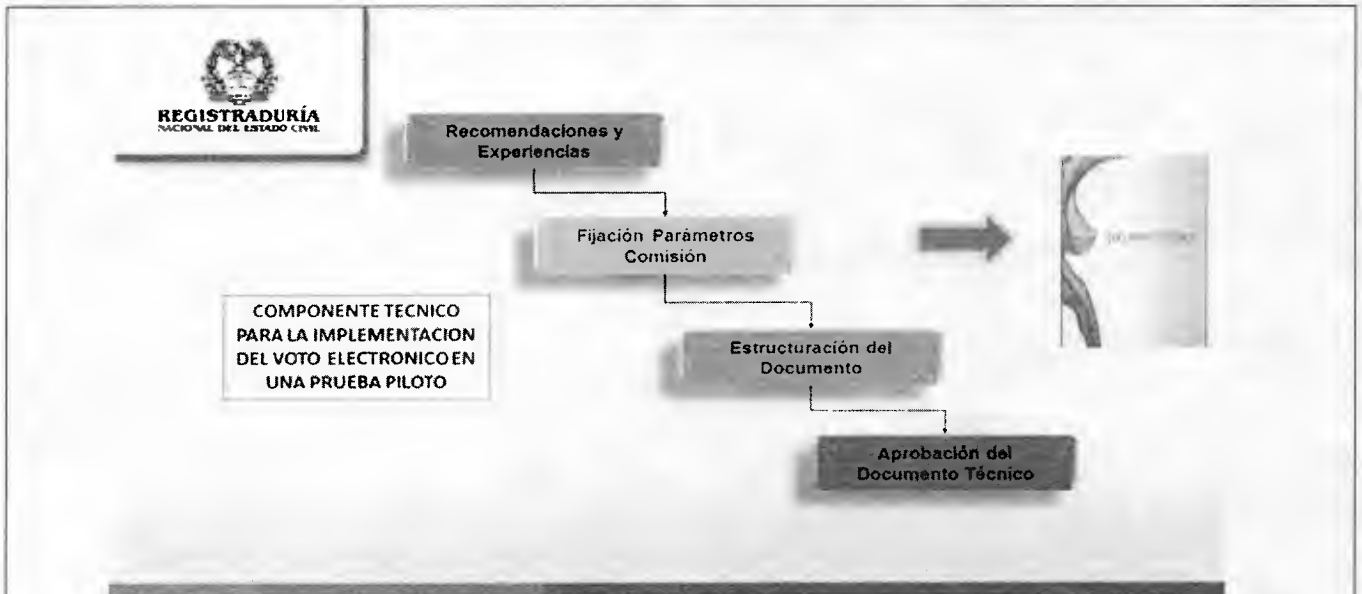 REGISTRADURÍA
NACIONAL DEL ESTADO CIVIL
Recomendaciones y
Experiencias
Fijación Parámetros
Comisión
COMPONENTE TECNICO
PARA LA IMPLEMENTACION
DEL VOTO ELECTRONICO EN
UNA PRUEBA PILOTO
Estructuración del
Documento
Aprobación del
Documento Técnico